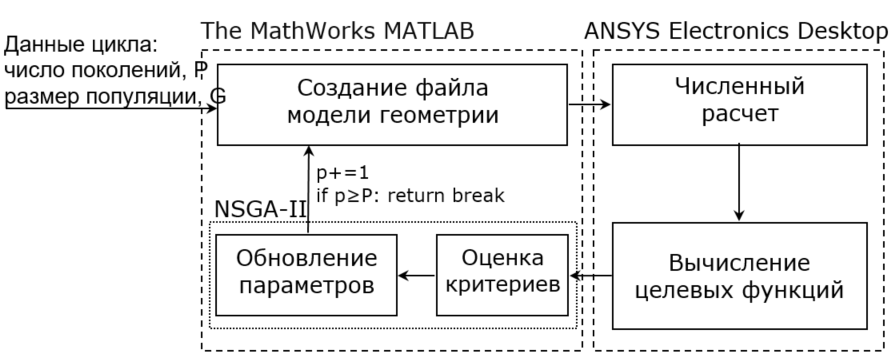 The MathWorks MATLAB
ANSYS Electronics Desktop
Данные цикла:
число поколений, P
размер популяции, G
Создание файла
модели геометрии
Численный
расчет
p+=1
if p≥P: return break
NSGA-II
Обновление
параметров
Оценка
критериев
Вычисление
целевых функций